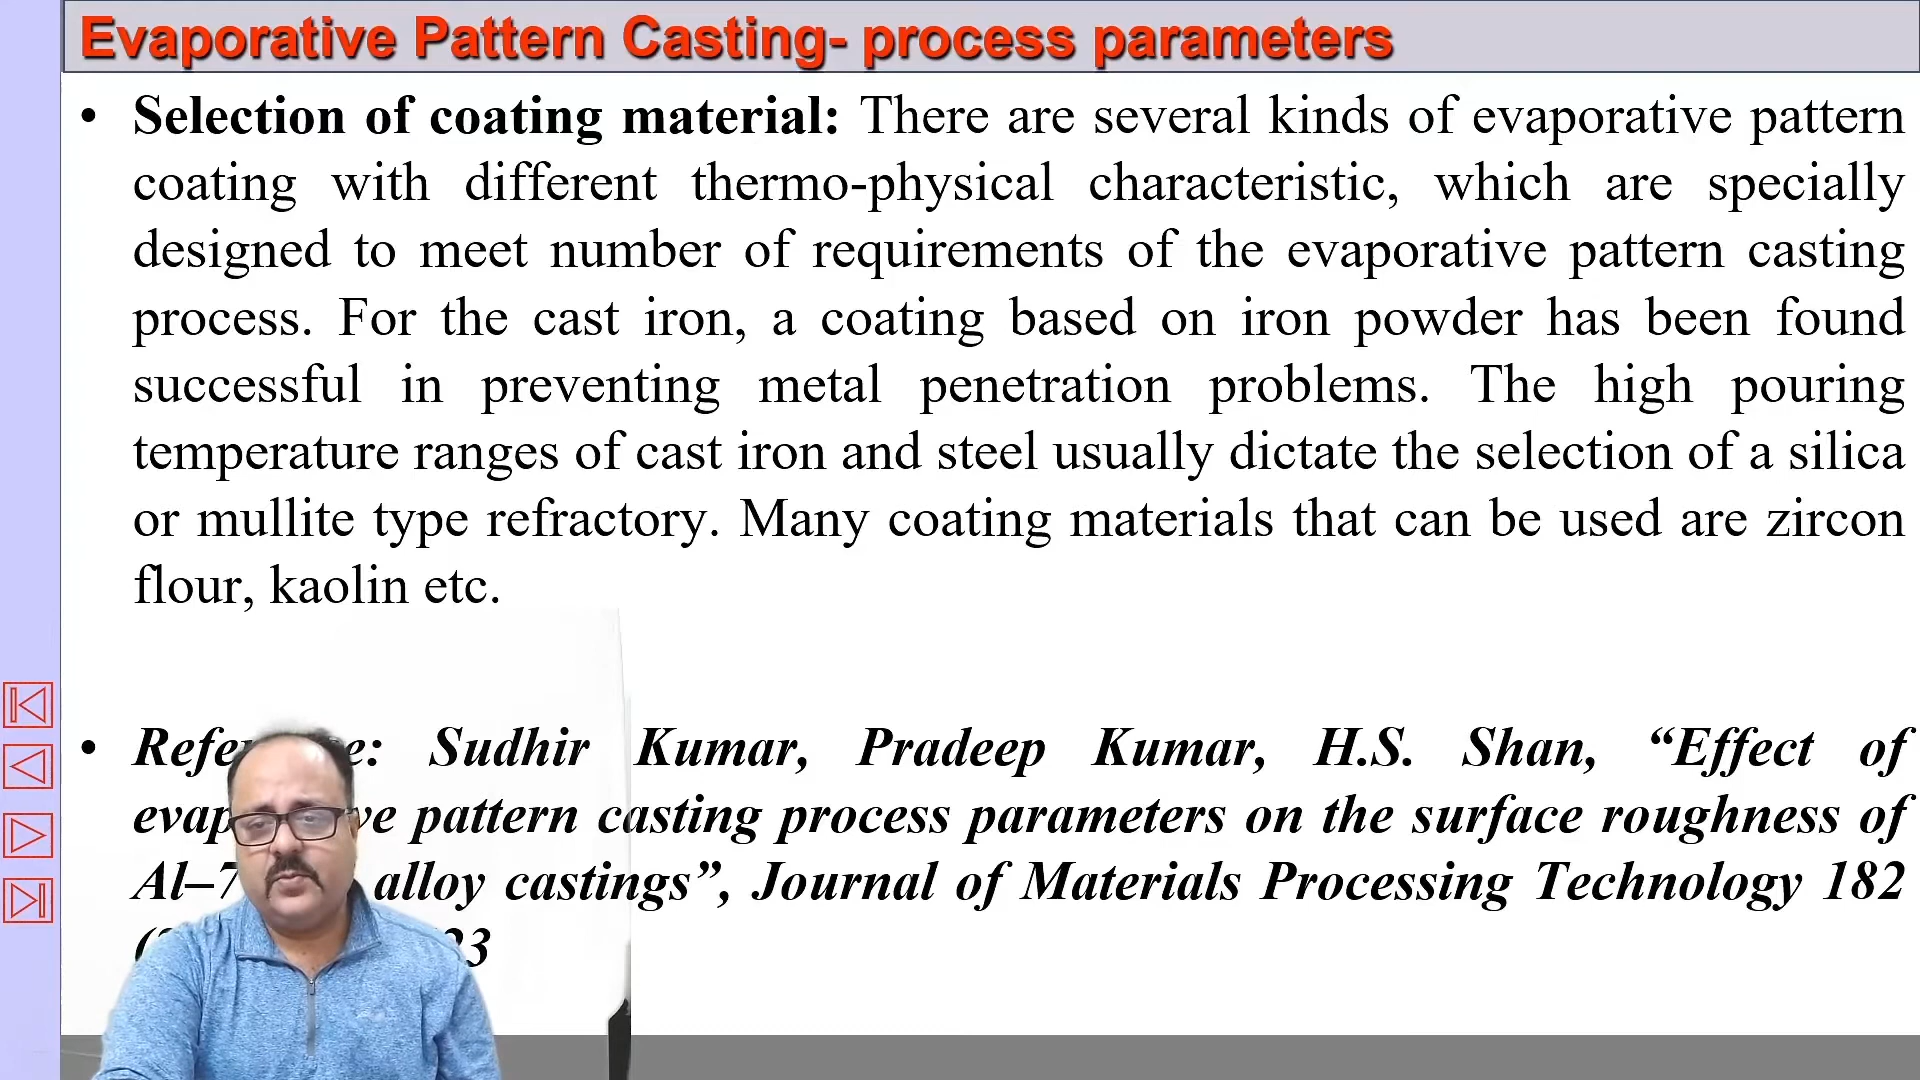 Evaporative Pattern Casting- process parameters
• Selection of coating material: There are several kinds of evaporative pattern
coating with different thermo-physical characteristic, which are specially
designed to meet number of requirements of the evaporative pattern casting
process. For the cast iron, a coating based on iron powder has been found
successful in preventing metal penetration problems. The high pouring
temperature ranges of cast iron and steel usually dictate the selection of a silica
or mullite type refractory. Many coating materials that can be used are zircon
flour, kaolin etc.
• Sudhir Kumar, Pradeep Kumar, H.S. Shan, “Effect of
pattern casting process parameters on the surface roughness of
alloy castings”, Journal of Materials Processing Technology 182